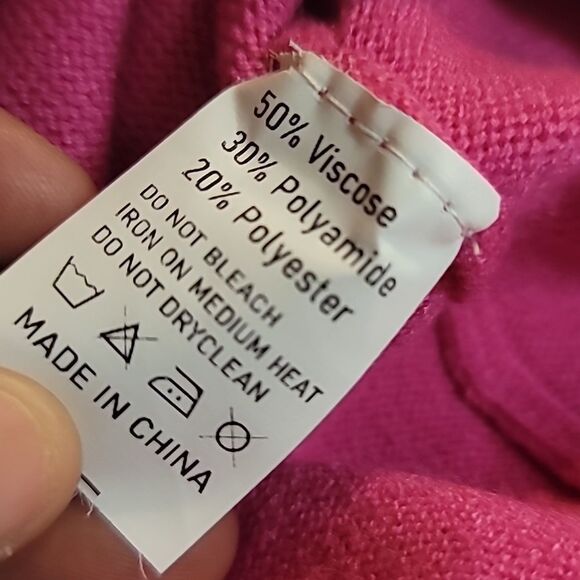 50% Viscose
30% Polyamide
20% Polyester
DO NOT BLEACH
IRON ON MEDIUM HEAT
DO NOT DRYCLEAN
MADE IN CHINA